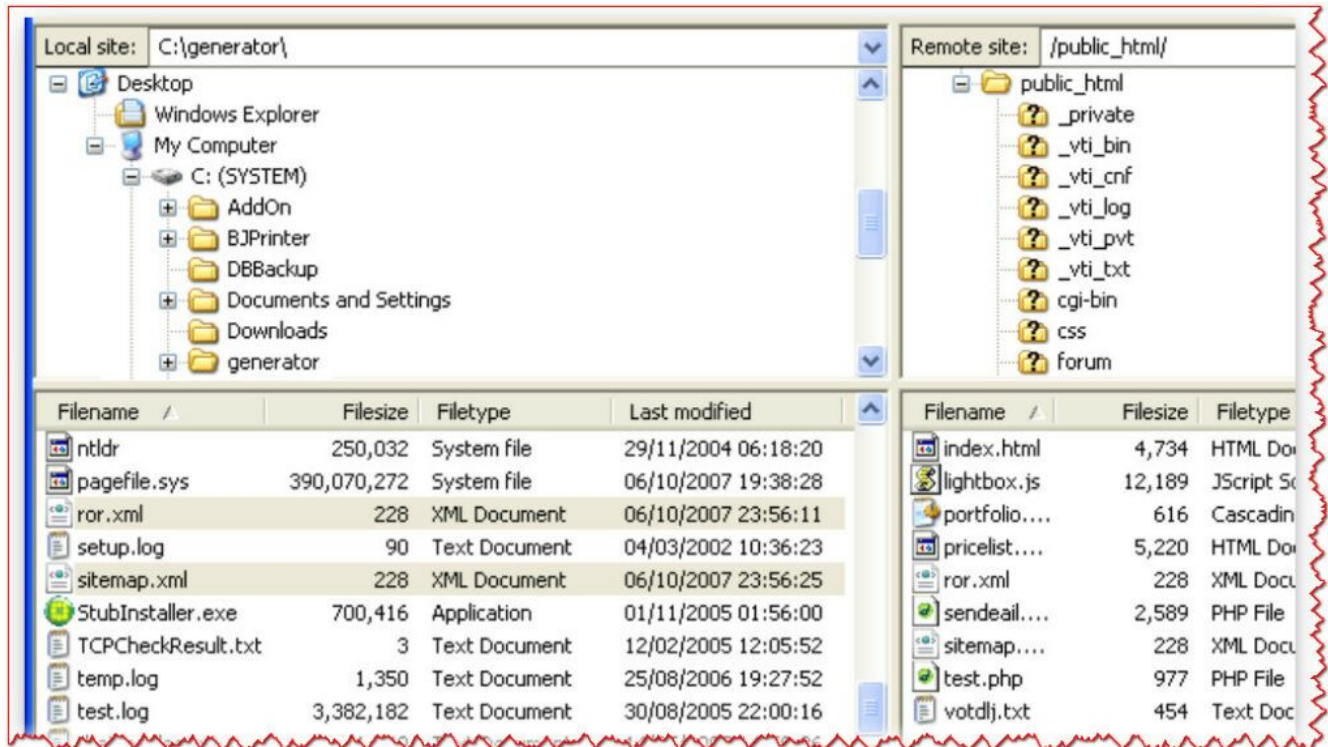 Local site: C:\generator\
Desktop
Windows Explorer
My Computer
C: (SYSTEM)
AddOn
BJPrinter
DBBackup
Documents and Settings
Downloads
generator
Remote site: /public_html/
public_html
_private
_vti_bin
_vti_cnf
_vti_log
_vti_pvt
_vti_txt
cgi-bin
css
forum
Filename Filesize Filetype Last modified
ntldr 250,032 System file 29/11/2004 06:18:20
pagefile.sys 390,070,272 System file 06/10/2007 19:38:28
ror.xml 228 XML Document 06/10/2007 23:56:11
setup.log 90 Text Document 04/03/2002 10:36:23
sitemap.xml 228 XML Document 06/10/2007 23:56:25
StubInstaller.exe 700,416 Application 01/11/2005 01:56:00
TCPCheckResult.txt 3 Text Document 12/02/2005 12:05:52
temp.log 1,350 Text Document 25/08/2006 19:27:52
test.log 3,382,182 Text Document 30/08/2005 22:00:16
Filename Filesize Filetype
index.html 4,734 HTML Do
lightbox.js 12,189 JScript Sc
portfolio.... 616 Cascadin
pricelist.... 5,220 HTML Do
ror.xml 228 XML Docu
sendeail.... 2,589 PHP File
sitemap.... 228 XML Docu
test.php 977 PHP File
votdlj.txt 454 Text Doc